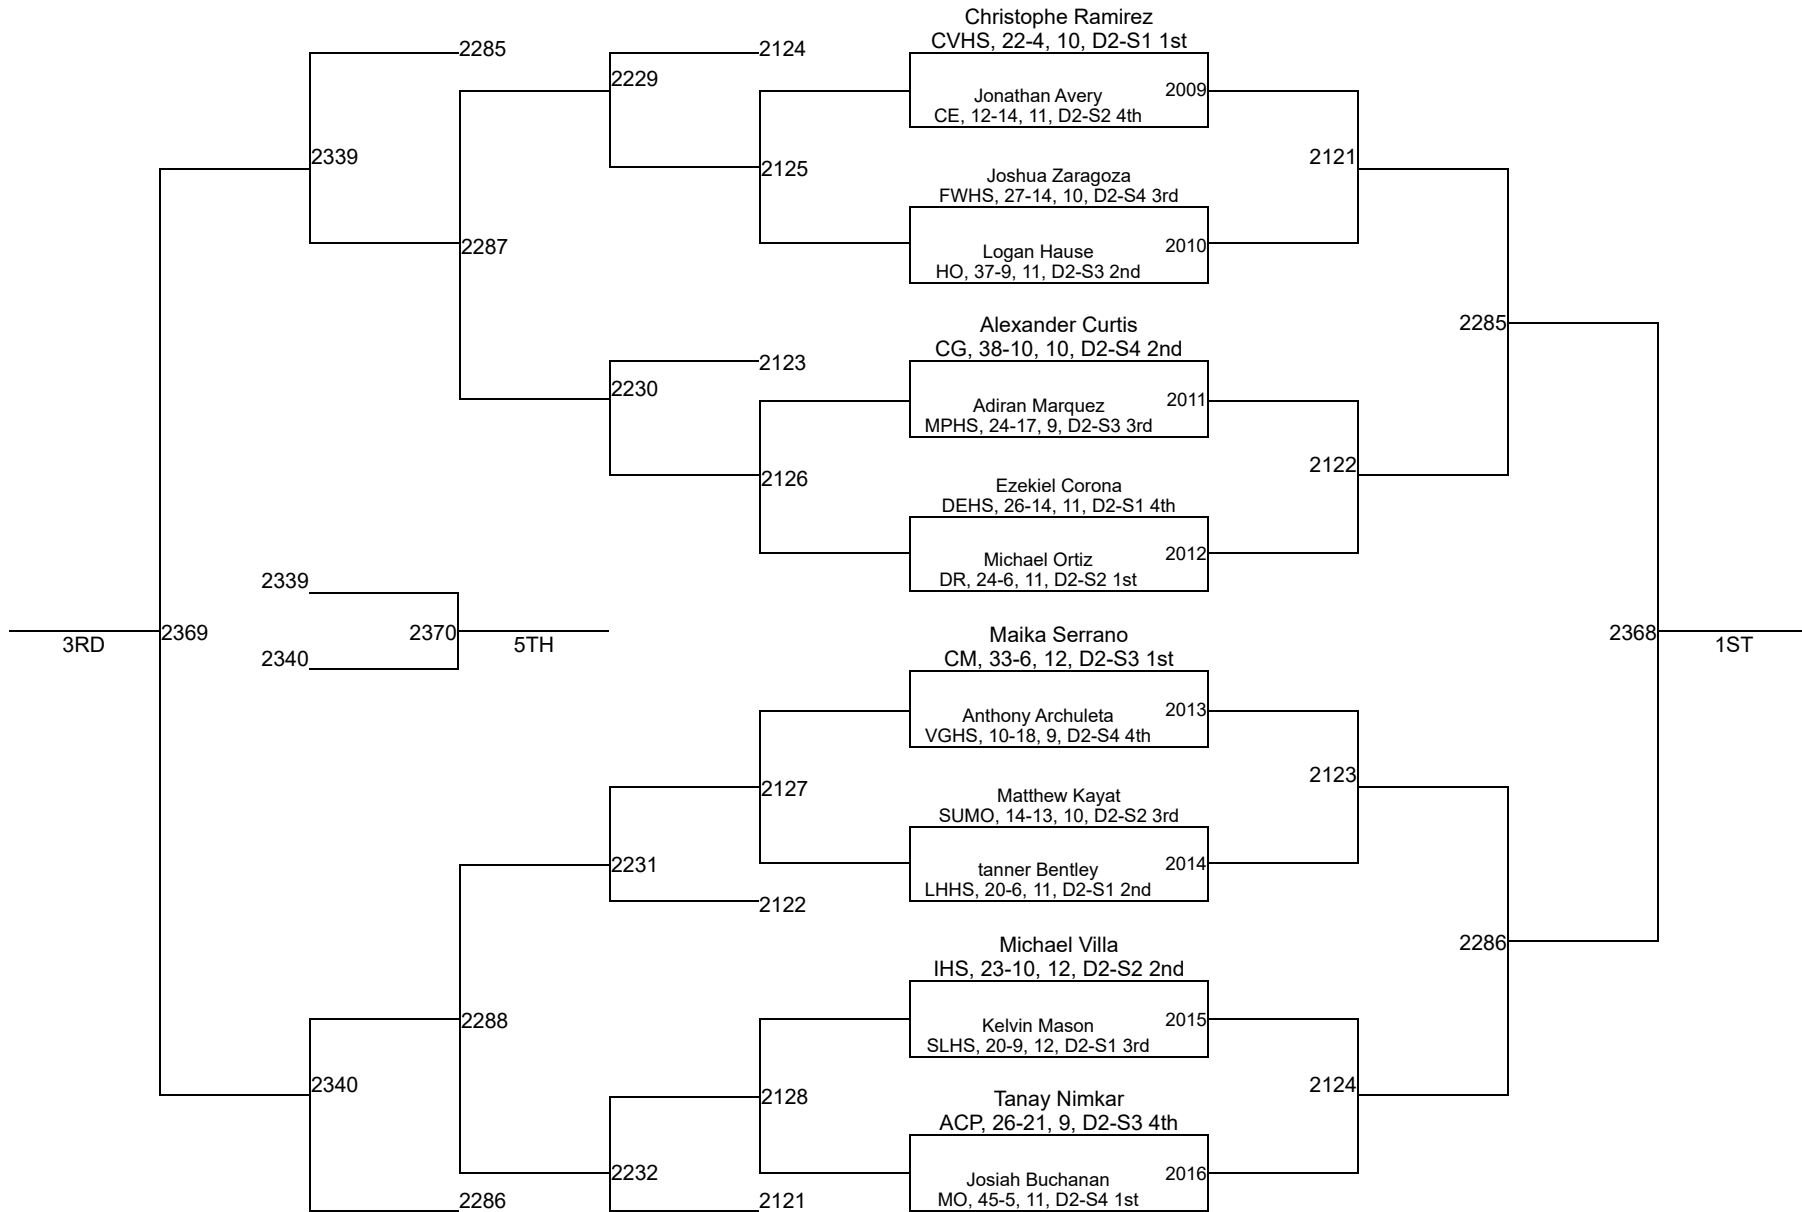 Christophe Ramirez
CVHS, 22-4, 10, D2-S1 1st
2285
2124
2229
Jonathan Avery
2009
CE, 12-14, 11, D2-S2 4th
2339
2125
2121
Joshua Zaragoza
FWHS, 27-14, 10, D2-S4 3rd
2287
Logan Hause
2010
HO, 37-9, 11, D2-S3 2nd
Alexander Curtis
2285
CG, 38-10, 10, D2-S4 2nd
2123
2230
Adiran Marquez
2011
MPHS, 24-17, 9, D2-S3 3rd
2126
2122
Ezekiel Corona
DEHS, 26-14, 11, D2-S1 4th
Michael Ortiz
2012
DR, 24-6, 11, D2-S2 1st
2339
2369
2370
2368
3RD
5TH
1ST
2340
Maika Serrano
CM, 33-6, 12, D2-S3 1st
Anthony Archuleta
2013
VGHS, 10-18, 9, D2-S4 4th
2127
2123
Matthew Kayat
SUMO, 14-13, 10, D2-S2 3rd
2231
tanner Bentley
2014
LHHS, 20-6, 11, D2-S1 2nd
2122
Michael Villa
2286
IHS, 23-10, 12, D2-S2 2nd
2288
Kelvin Mason
2015
SLHS, 20-9, 12, D2-S1 3rd
2340
2128
2124
Tanay Nimkar
ACP, 26-21, 9, D2-S3 4th
2232
Josiah Buchanan
2016
MO, 45-5, 11, D2-S4 1st
2286
2121